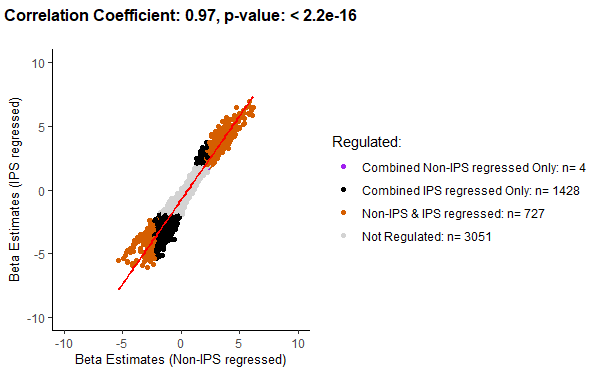 Correlation Coefficient: 0.97, p-value: < 2.2e-16
10
5
0
-5
-10
Beta Estimates (IPS regressed)
-10
-5
0
5
10
Beta Estimates (Non-IPS regressed)
Regulated:
Combined Non-IPS regressed Only: n= 4
Combined IPS regressed Only: n= 1428
Non-IPS & IPS regressed: n= 727
Not Regulated: n= 3051